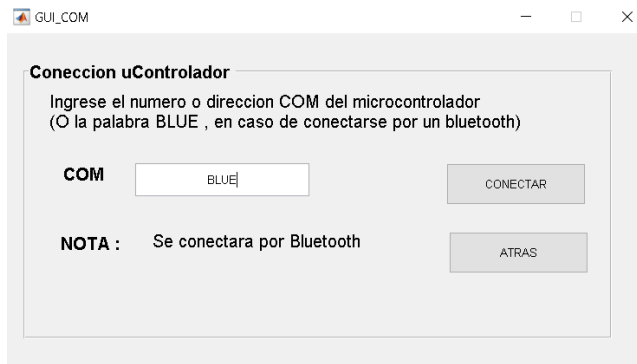 GUI_COM
Coneccion uControlador
Ingrese el numero o direccion COM del microcontrolador
(O la palabra BLUE , en caso de conectarse por un bluetooth)
COM BLUE CONECTAR
NOTA : Se conectara por Bluetooth ATRAS